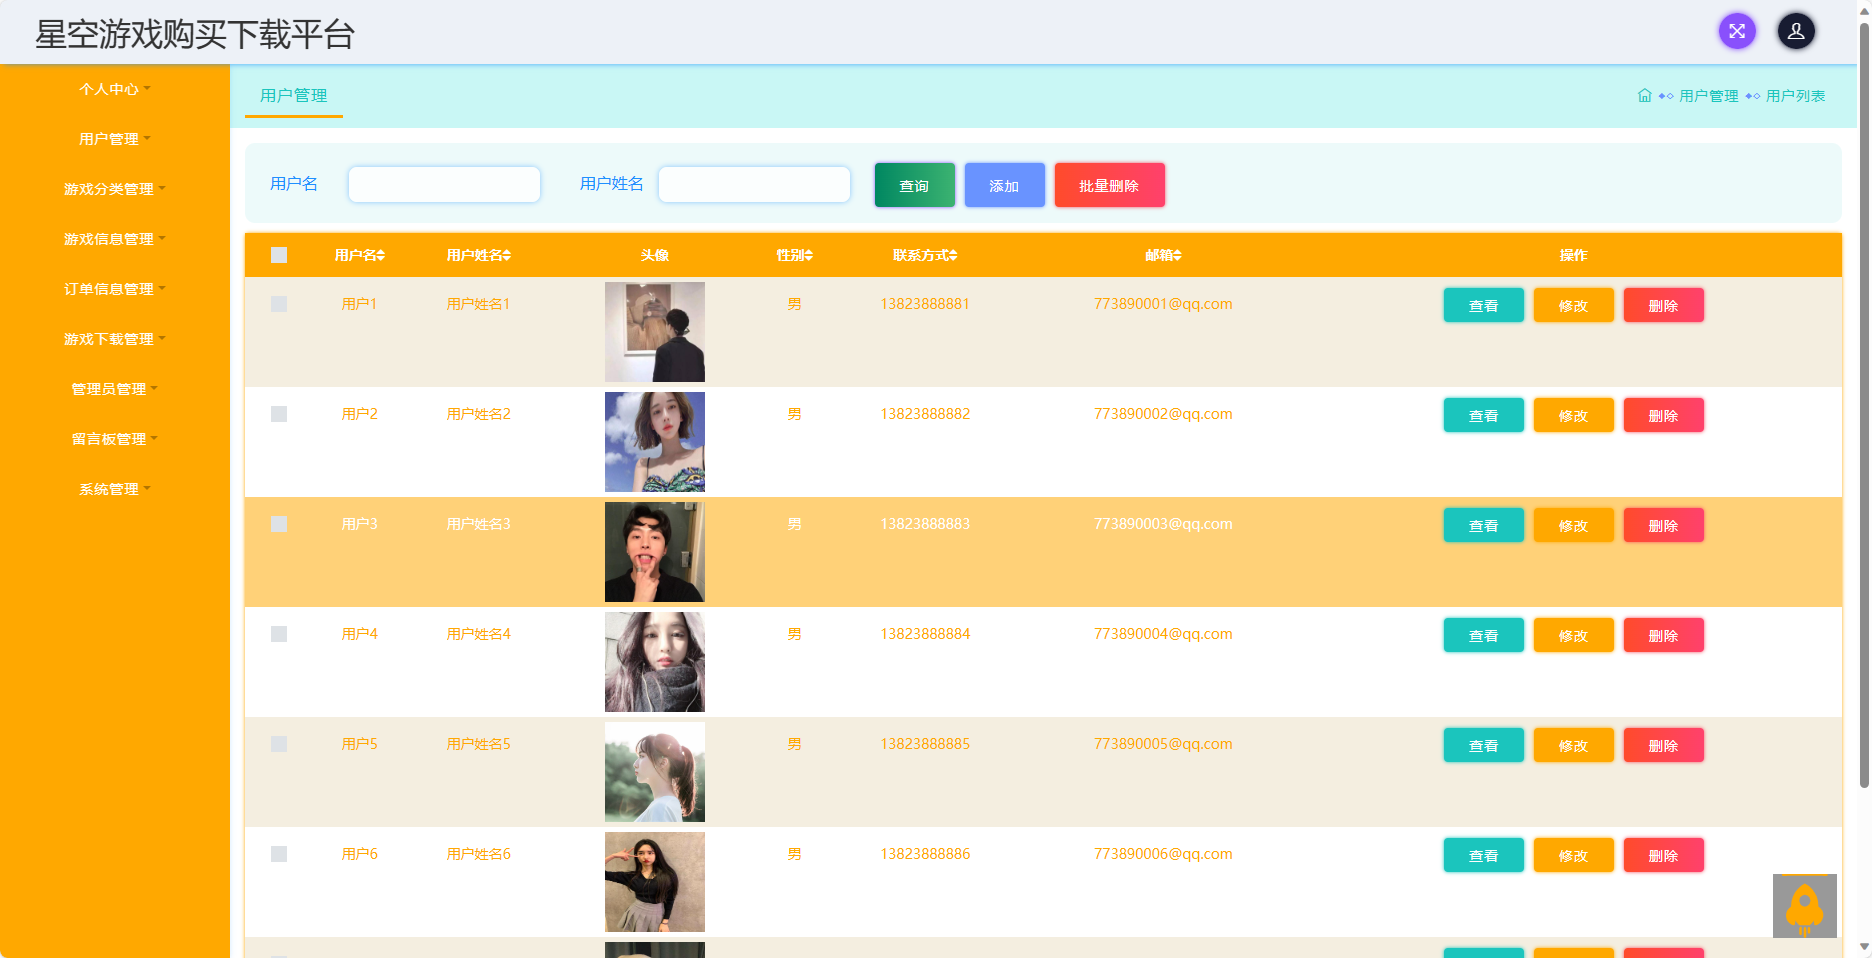 星空游戏购买下载平台
个人中心
用户管理
游戏分类管理
游戏信息管理
订单信息管理
游戏下载管理
管理员管理
留言板管理
系统管理
用户管理
用户管理 用户列表
用户名 用户姓名 查询 添加 批量删除
用户名 用户姓名 头像 性别 联系方式 邮箱 操作
用户1 用户姓名1 男 13823888881 773890001@qq.com 查看 修改 删除
用户2 用户姓名2 男 13823888882 773890002@qq.com 查看 修改 删除
用户3 用户姓名3 男 13823888883 773890003@qq.com 查看 修改 删除
用户4 用户姓名4 男 13823888884 773890004@qq.com 查看 修改 删除
用户5 用户姓名5 男 13823888885 773890005@qq.com 查看 修改 删除
用户6 用户姓名6 男 13823888886 773890006@qq.com 查看 修改 删除